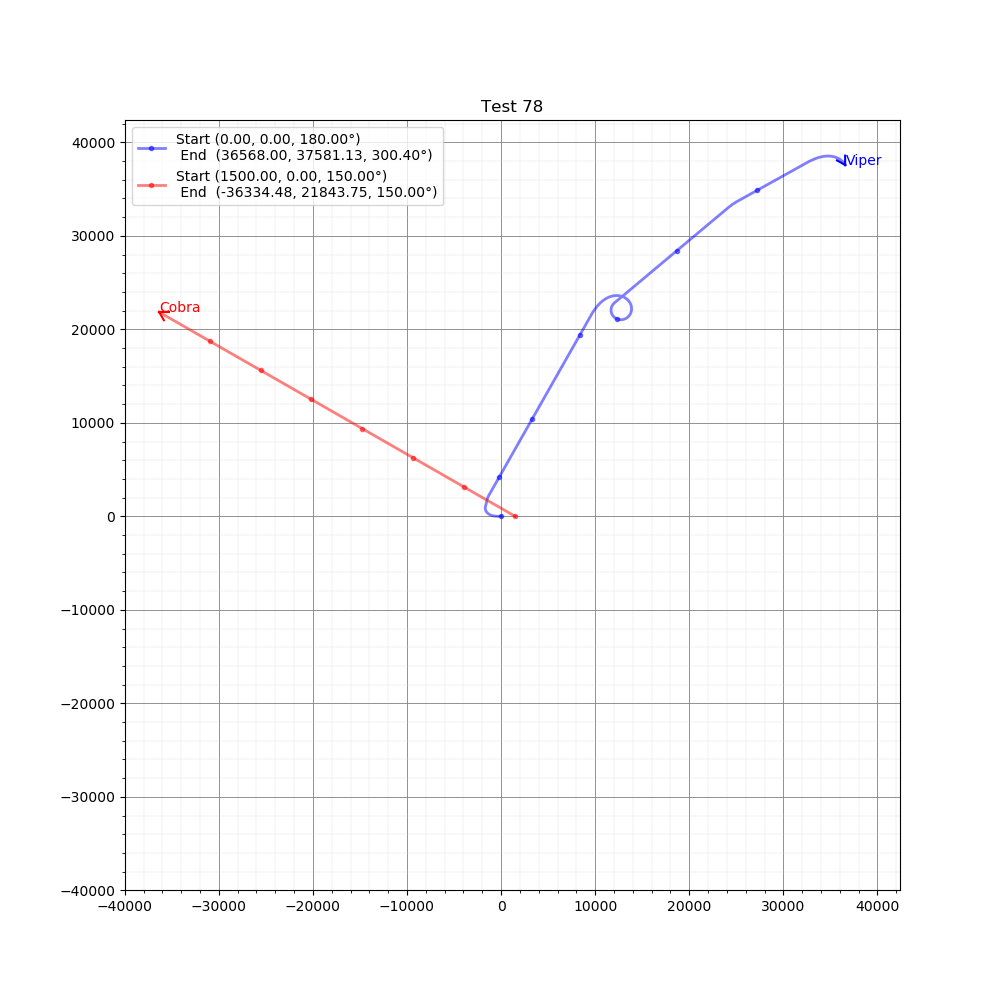 Test 78
Start (0.00, 0.00, 180.00°)
End  (36568.00, 37581.13, 300.40°)
Start (1500.00, 0.00, 150.00°)
End  (-36334.48, 21843.75, 150.00°)
Viper
Cobra
40000
30000
20000
10000
0
−10000
−20000
−30000
−40000
−40000 −30000 −20000 −10000 0 10000 20000 30000 40000